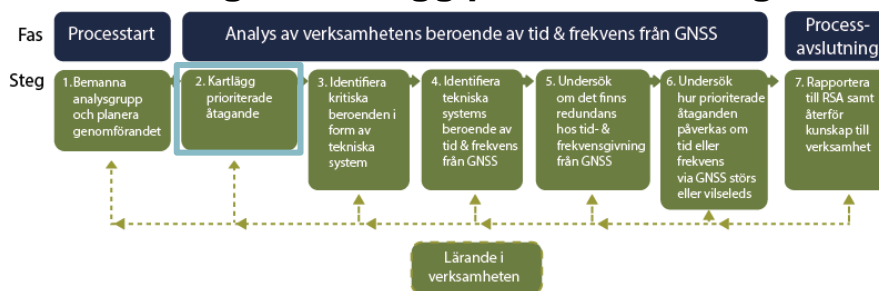 Fas
Processtart
Analys av verksamhetens beroende av tid & frekvens från GNSS
Process-
avslutning
Steg
1.Bemanna
analysgrupp
och planera
genomförandet
2. Kartlägg
prioriterade
åtagande
3. Identifiera
kritiska
beroenden i
form av
tekniska
system
4. Identifiera
tekniska
systems
beroende av
tid & frekvens
från GNSS
5. Undersök
om det finns
redundans
hos tid- &
frekvensgivning
från GNSS
6. Undersök
hur prioriterade
åtaganden
påverkas om
tid eller
frekvens
via GNSS störs
eller vilseleds
7. Rapportera
till RSA samt
återför
kunskap till
verksamhet
Lärande i
verksamheten